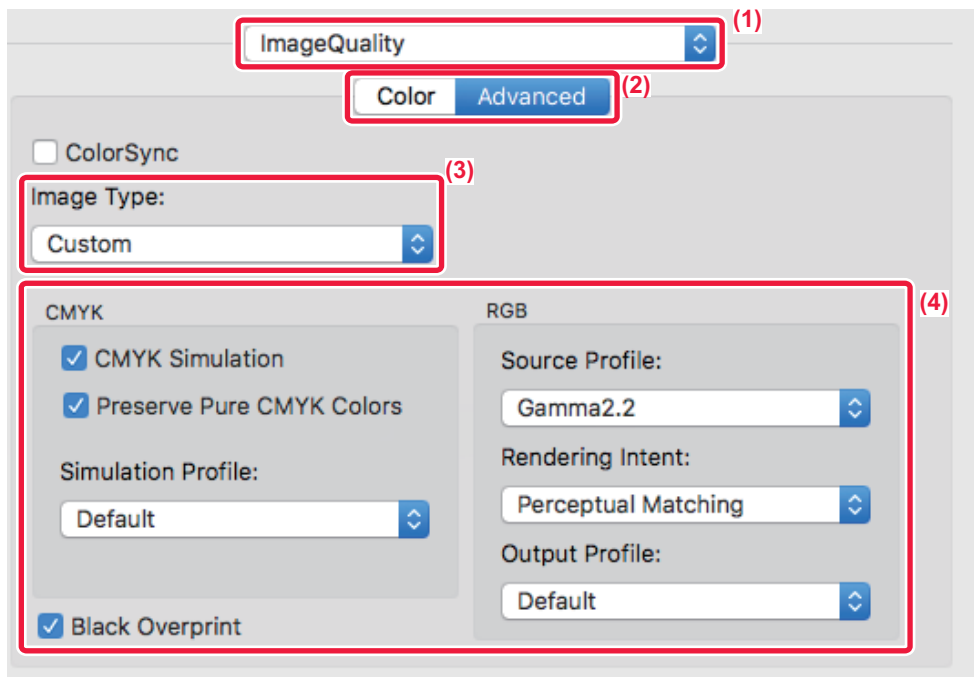 (1)
ImageQuality
Color Advanced
(2)
ColorSync
(3)
Image Type:
Custom
(4)
CMYK
CMYK Simulation
Preserve Pure CMYK Colors
Simulation Profile:
Default
Black Overprint
RGB
Source Profile:
Gamma2.2
Rendering Intent:
Perceptual Matching
Output Profile:
Default